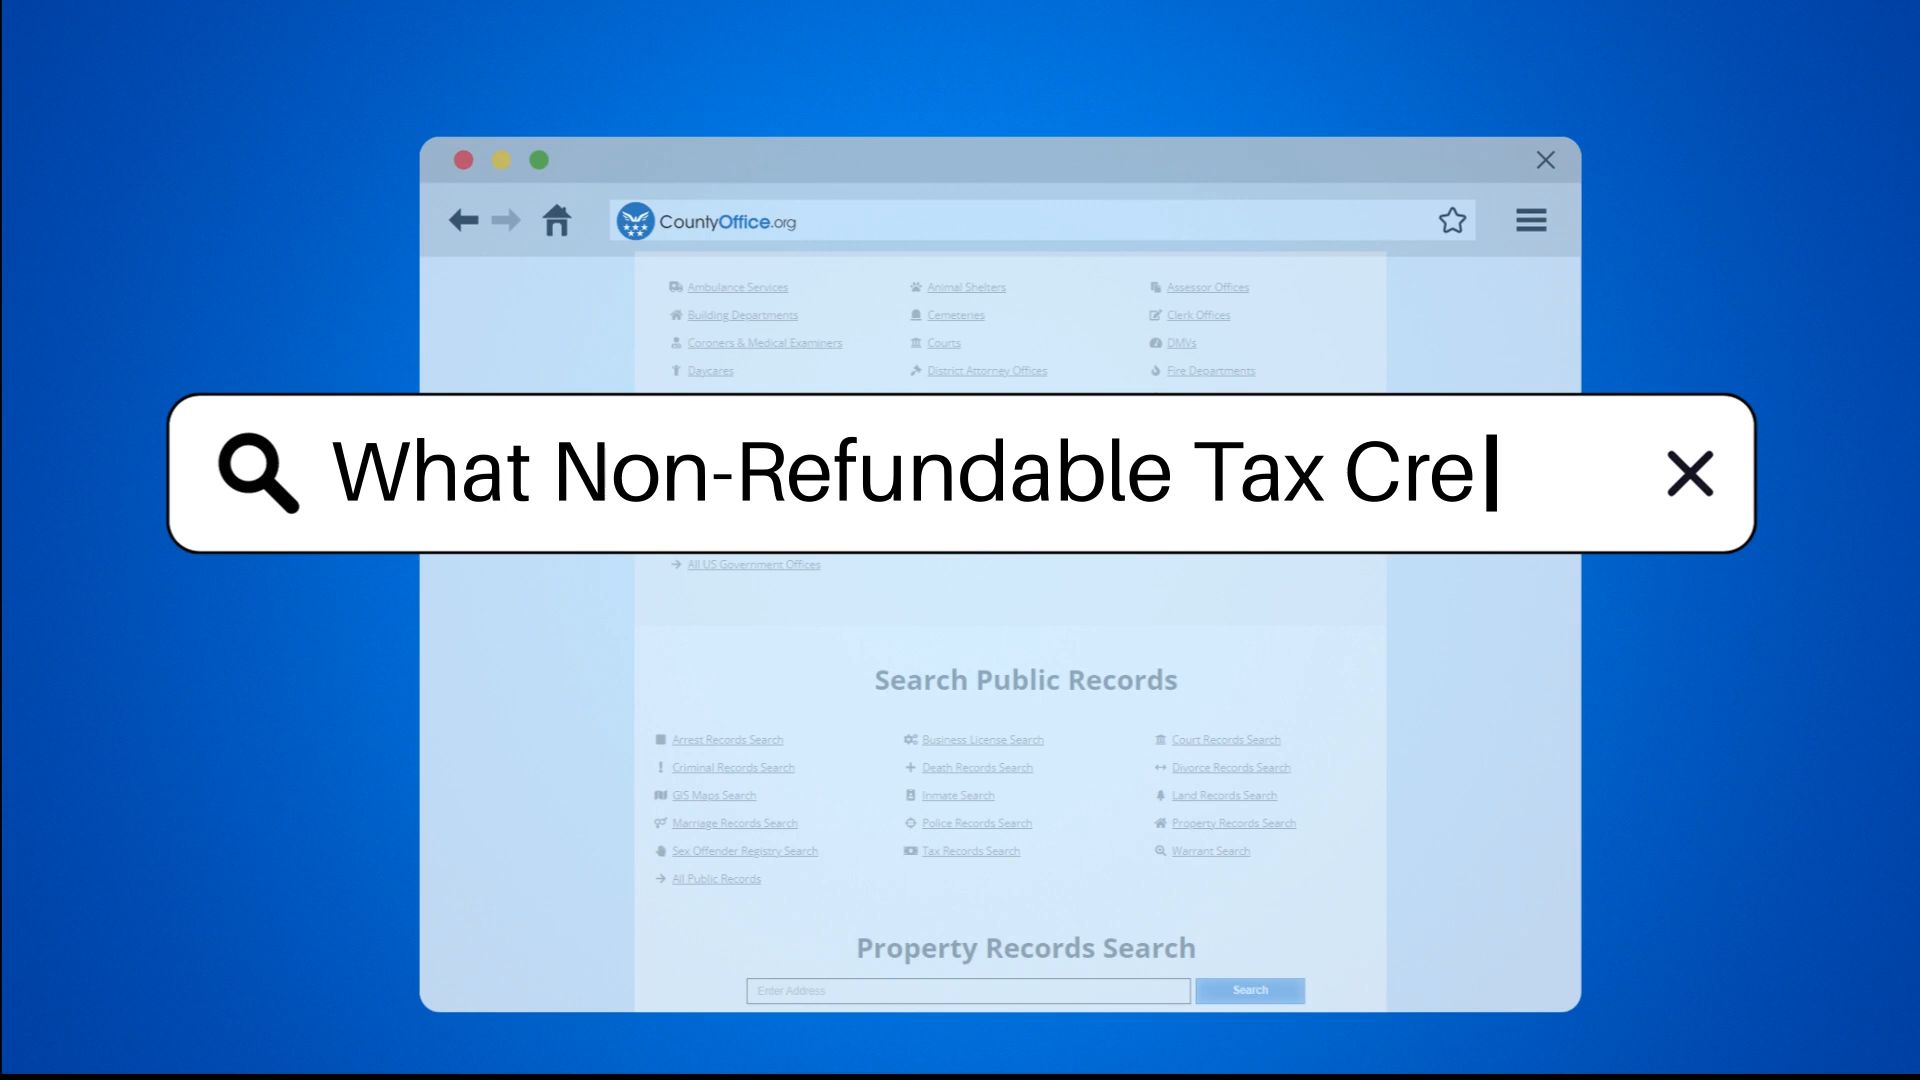 CountyOffice.org
Ambulance Services Animal Shelters Assessor Offices
Building Departments Cemeteries Clerk Offices
Coroners & Medical Examiners Courts DMVs
Daycares District Attorney Offices Fire Departments
What Non-Refundable Tax Cre
All US Government Offices
Search Public Records
Arrest Records Search Business License Search Court Records Search
Criminal Records Search Death Records Search Divorce Records Search
GIS Maps Search Inmate Search Land Records Search
Marriage Records Search Police Records Search Property Records Search
Sex Offender Registry Search Tax Records Search Warrant Search
All Public Records
Property Records Search
Enter Address Search